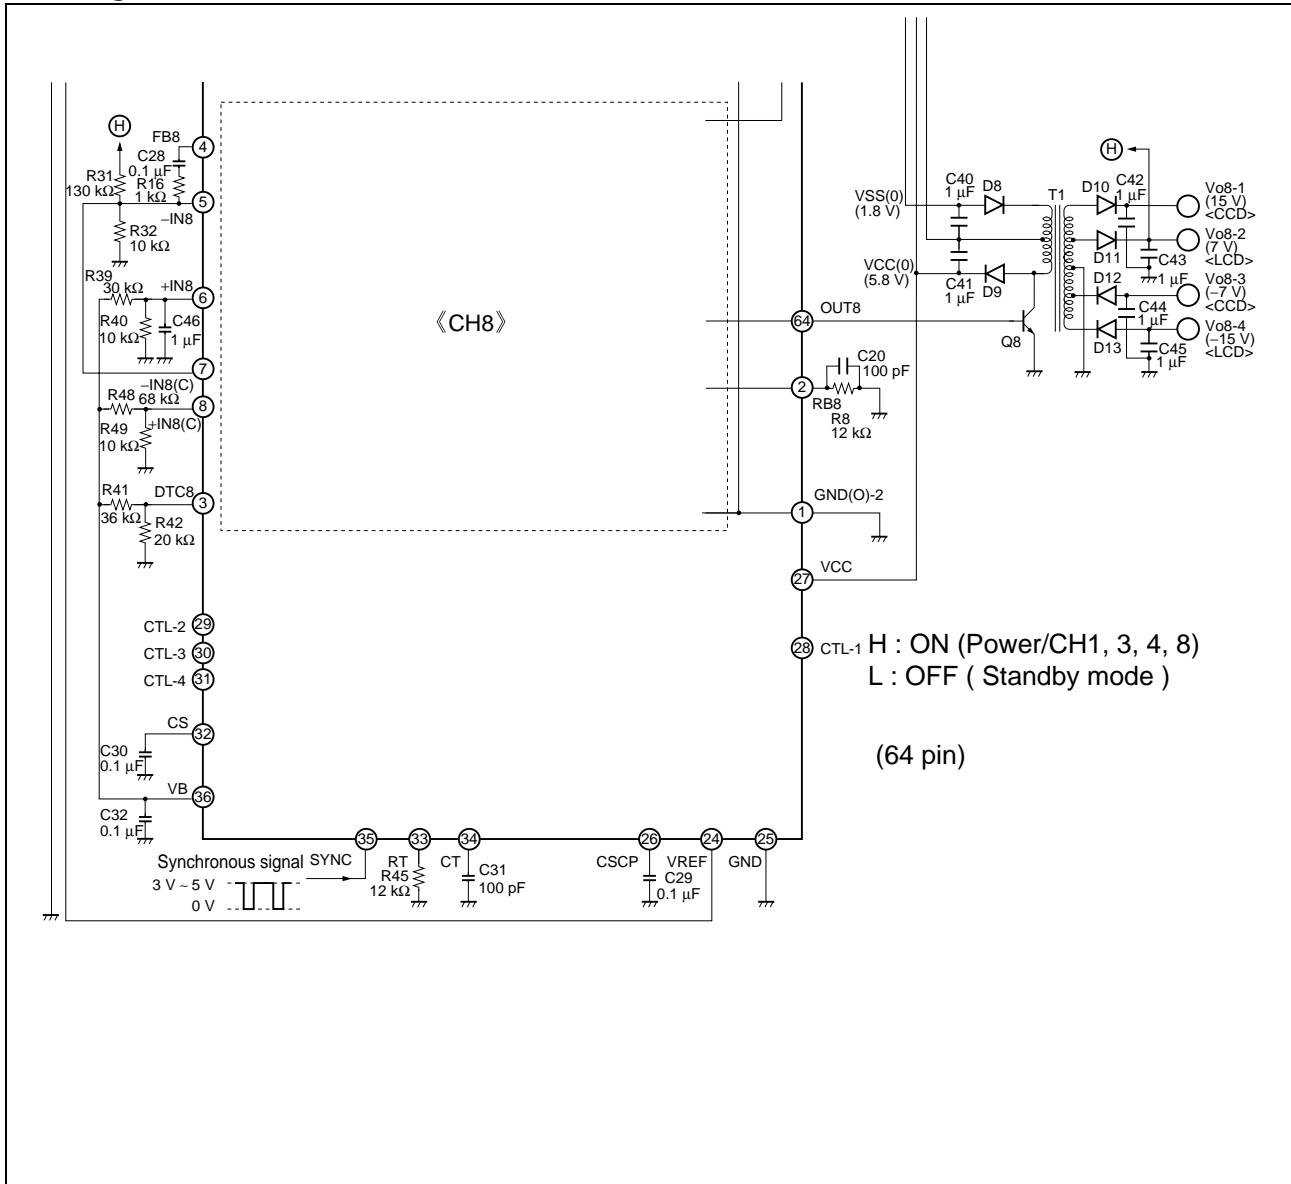 H
FB8
4
C28
0.1 µF
R31
130 kΩ
R16
1 kΩ
5
–IN8
R32
10 kΩ
R39
30 kΩ
+IN8
6
R40
10 kΩ
C46
1 µF
7
–IN8(C)
R48
68 kΩ
8
+IN8(C)
R49
10 kΩ
R41
36 kΩ
DTC8
3
R42
20 kΩ
CTL-2
29
CTL-3
30
CTL-4
31
CS
32
C30
0.1 µF
VB
36
C32
0.1 µF
《CH8》
Synchronous signal
SYNC
3 V ~ 5 V
0 V
35
33
34
26
24
25
RT
R45
12 kΩ
CT
C31
100 pF
CSCP
VREF
C29
0.1 µF
GND
OUT8
64
C20
100 pF
2
RB8
R8
12 kΩ
GND(O)-2
1
VCC
27
28
CTL-1
H : ON (Power/CH1, 3, 4, 8)
L : OFF ( Standby mode )
(64 pin)
VSS(0)
(1.8 V)
C40
1 µF
D8
VCC(0)
(5.8 V)
C41
1 µF
D9
Q8
T1
H
D10
C42
1 µF
D11
C43
1 µF
D12
C44
1 µF
D13
C45
1 µF
Vo8-1
(15 V)
<CCD>
Vo8-2
(7 V)
<LCD>
Vo8-3
(–7 V)
<CCD>
Vo8-4
(–15 V)
<LCD>